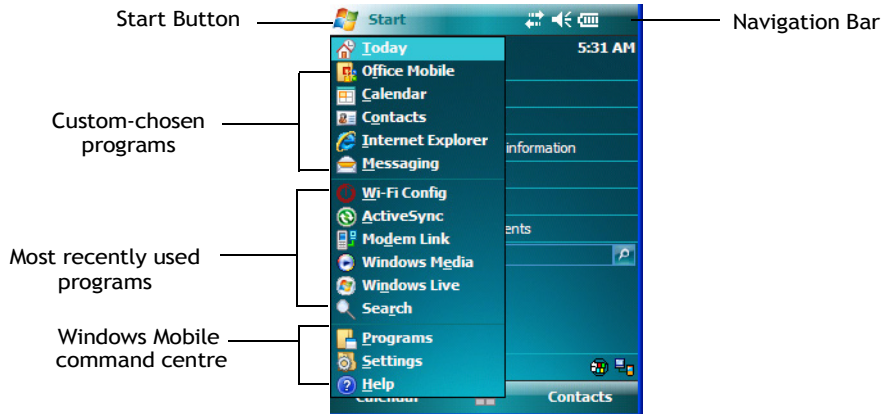 Start Button
Start
Navigation Bar
Today
5:31 AM
Office Mobile
Calendar
Contacts
Custom-chosen
programs
Internet Explorer
information
Messaging
Wi-Fi Config
ActiveSync
ents
Modem Link
Most recently used
programs
Windows Media
Windows Live
Search
Windows Mobile
command centre
Programs
Settings
Help
Calendar
Contacts